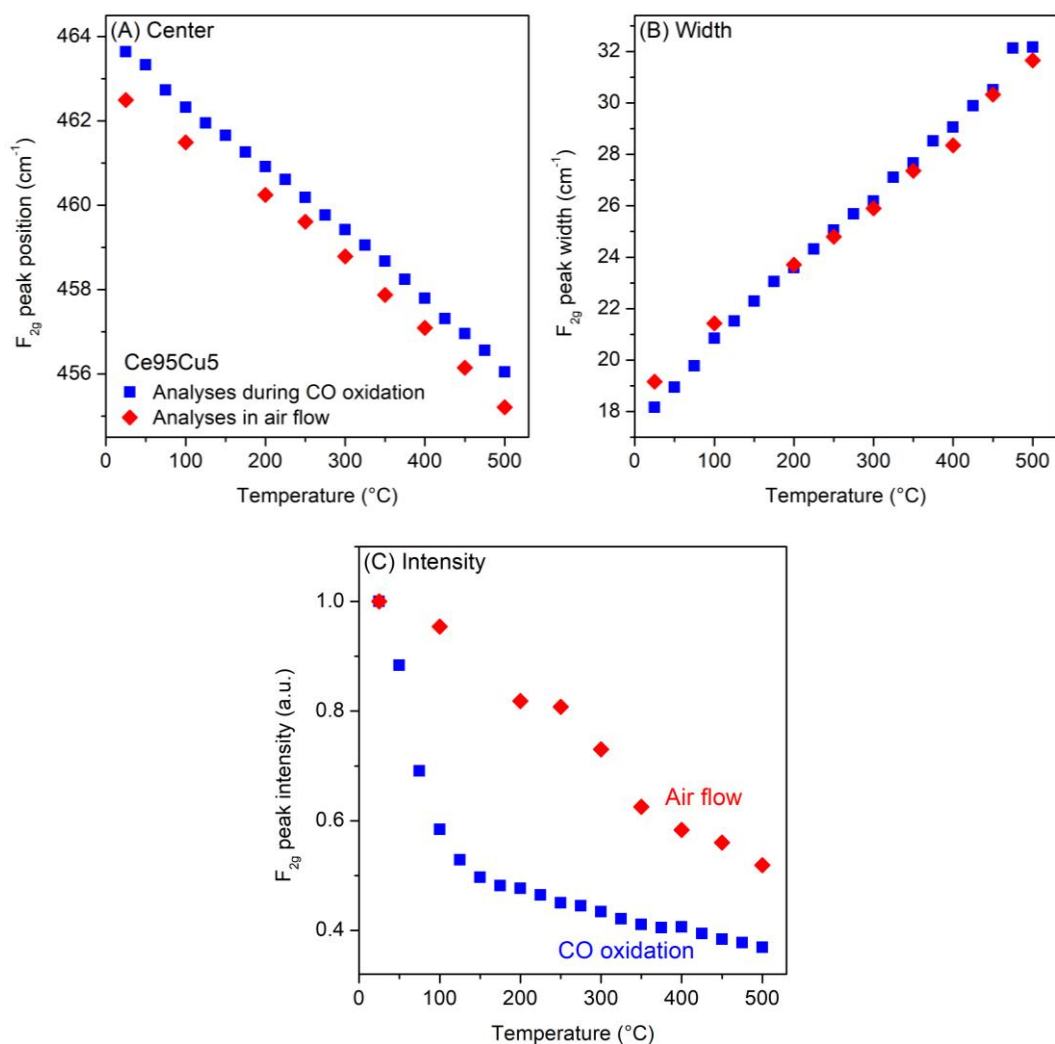 (A) Center
F2g peak position (cm-1)
464
462
460
458
456
Ce95Cu5
Analyses during CO oxidation
Analyses in air flow
0 100 200 300 400 500
Temperature (°C)
(B) Width
F2g peak width (cm-1)
32
30
28
26
24
22
20
18
0 100 200 300 400 500
Temperature (°C)
(C) Intensity
F2g peak intensity (a.u.)
1.0
0.8
0.6
0.4
Air flow
CO oxidation
0 100 200 300 400 500
Temperature (°C)